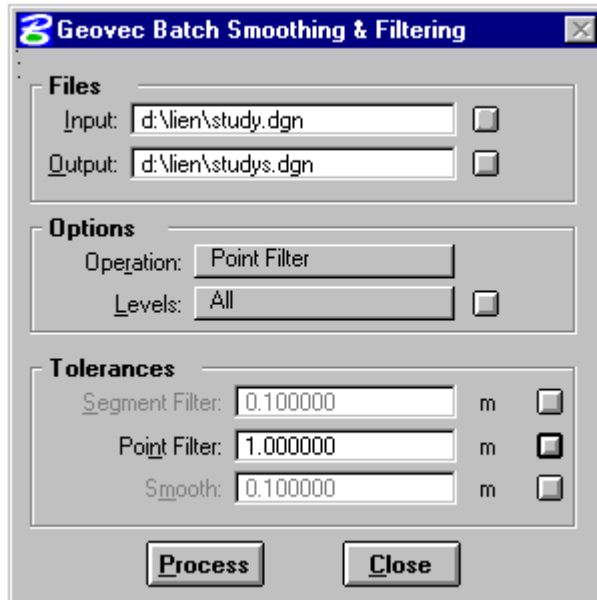 Geovec Batch Smoothing & Filtering
Files
Input: d:\lien\study.dgn
Output: d:\lien\studys.dgn
Options
Operation: Point Filter
Levels: All
Tolerances
Segment Filter: 0.100000 m
Point Filter: 1.000000 m
Smooth: 0.100000 m
Process Close